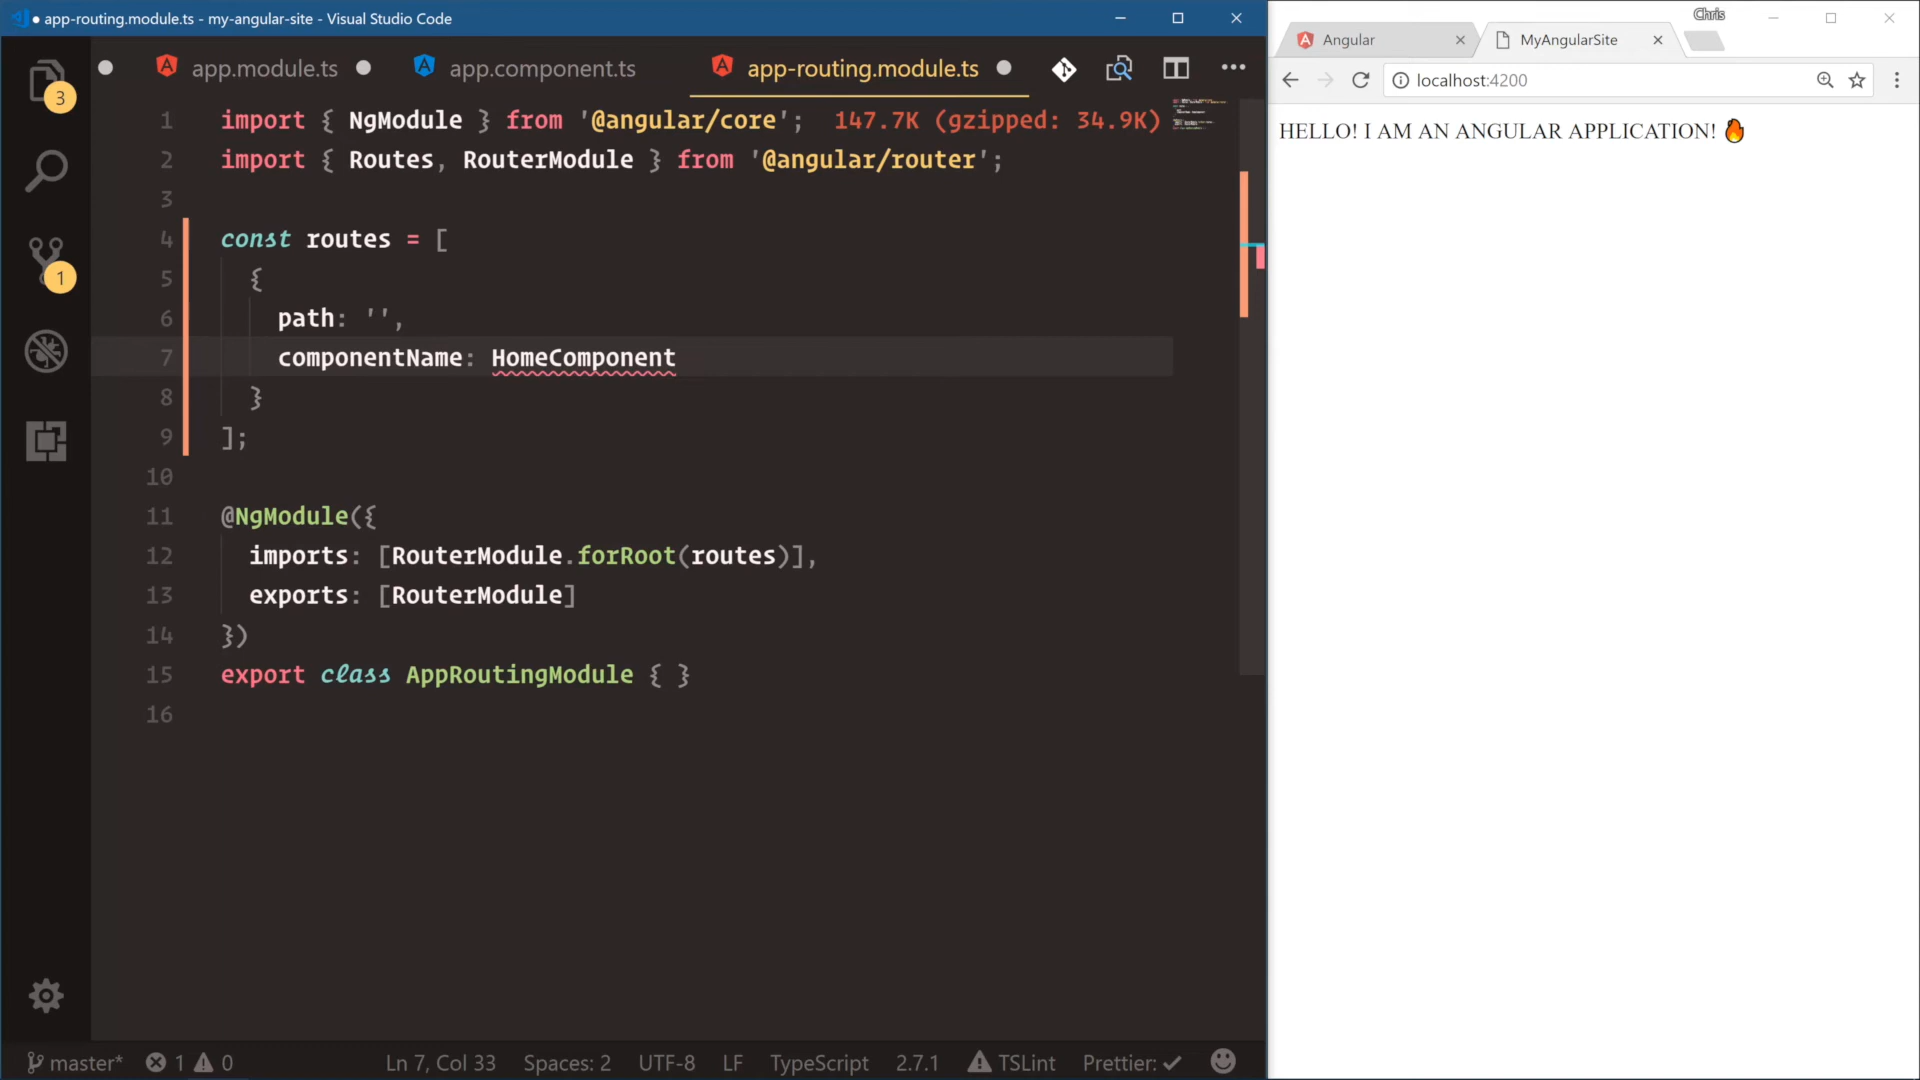 app-routing.module.ts - my-angular-site - Visual Studio Code
app.module.ts
app.component.ts
app-routing.module.ts
1 import { NgModule } from '@angular/core'; 147.7K (gzipped: 34.9K)
2 import { Routes, RouterModule } from '@angular/router';
3
4 const routes = [
5 {
6 path: '',
7 componentName: HomeComponent
8 }
9 ];
10
11 @NgModule({
12 imports: [RouterModule.forRoot(routes)],
13 exports: [RouterModule]
14 })
15 export class AppRoutingModule { }
16
3
1
master* 1 0 Ln 7, Col 33 Spaces: 2 UTF-8 LF TypeScript 2.7.1 TSLint Prettier: ✓
Chris
Angular
MyAngularSite
localhost:4200
HELLO! I AM AN ANGULAR APPLICATION! 🔥